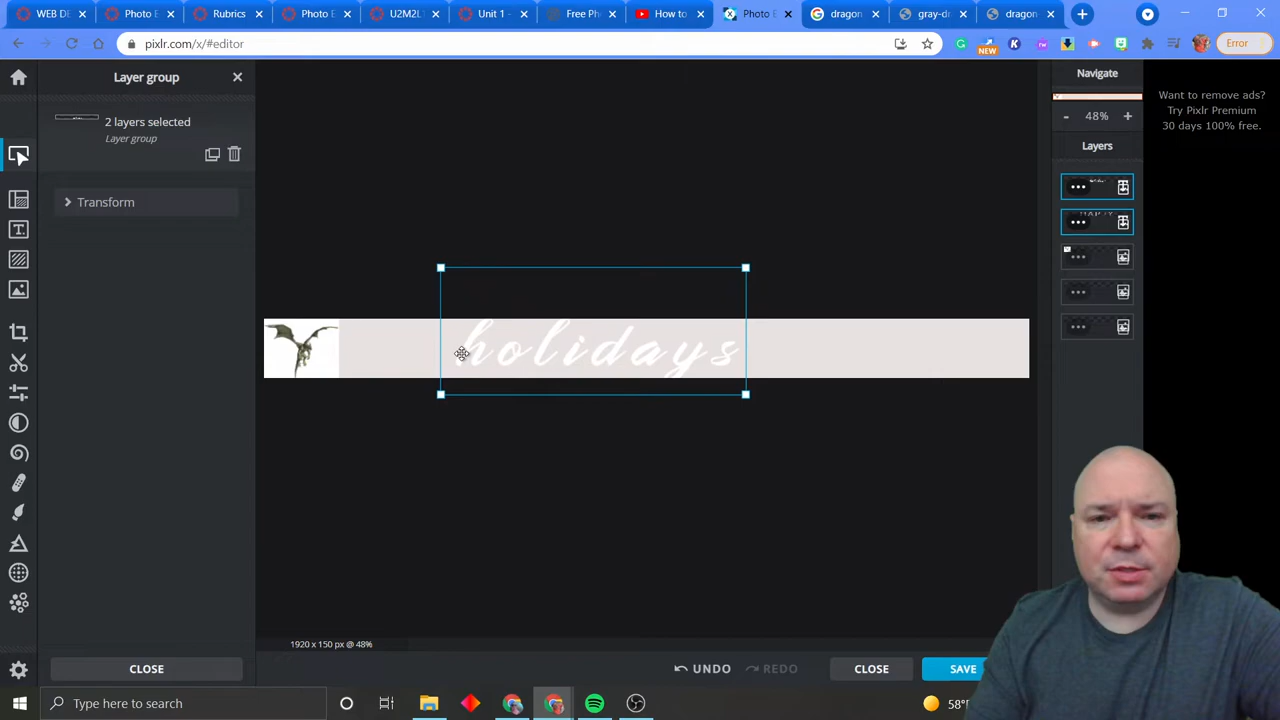 WEB DE
Photo E
Rubrics
Photo E
U2M2L
Unit 1 -
Free Ph
How to
Photo E
dragon
gray-dr
dragon
pixlr.com/x/#editor
NEW
Error
Layer group
2 layers selected
Layer group
Transform
holidays
Navigate
48%
Layers
Want to remove ads?
Try Pixlr Premium
30 days 100% free.
1920 x 150 px @ 48%
CLOSE
UNDO
REDO
CLOSE
SAVE
Type here to search
58°